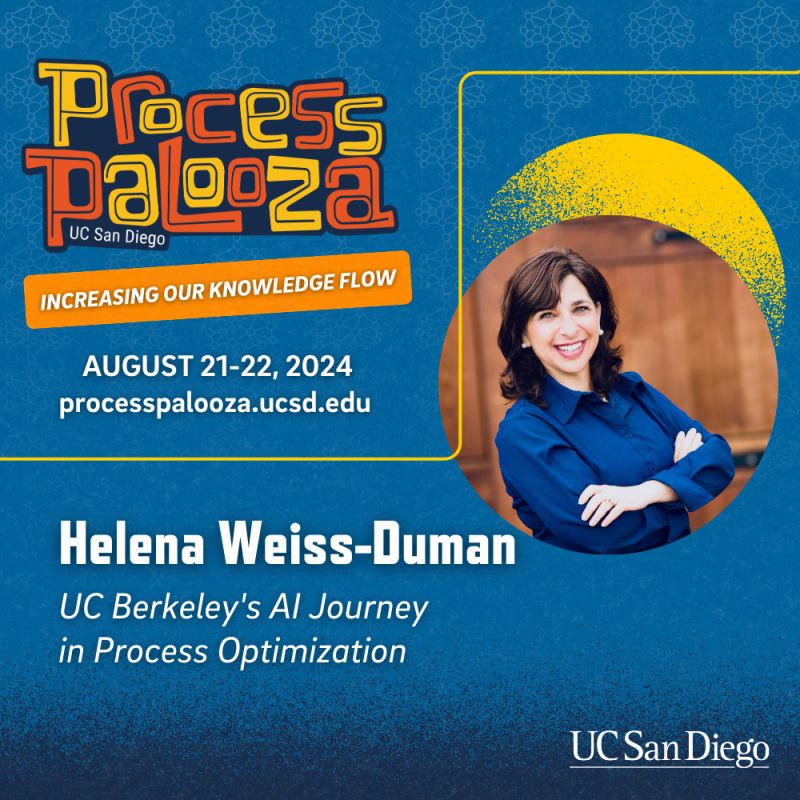 PROCESS
PALOOZA
UC San Diego
INCREASING OUR KNOWLEDGE FLOW
AUGUST 21-22, 2024
processpalooza.ucsd.edu
Helena Weiss-Duman
UC Berkeley's AI Journey
in Process Optimization
UC San Diego